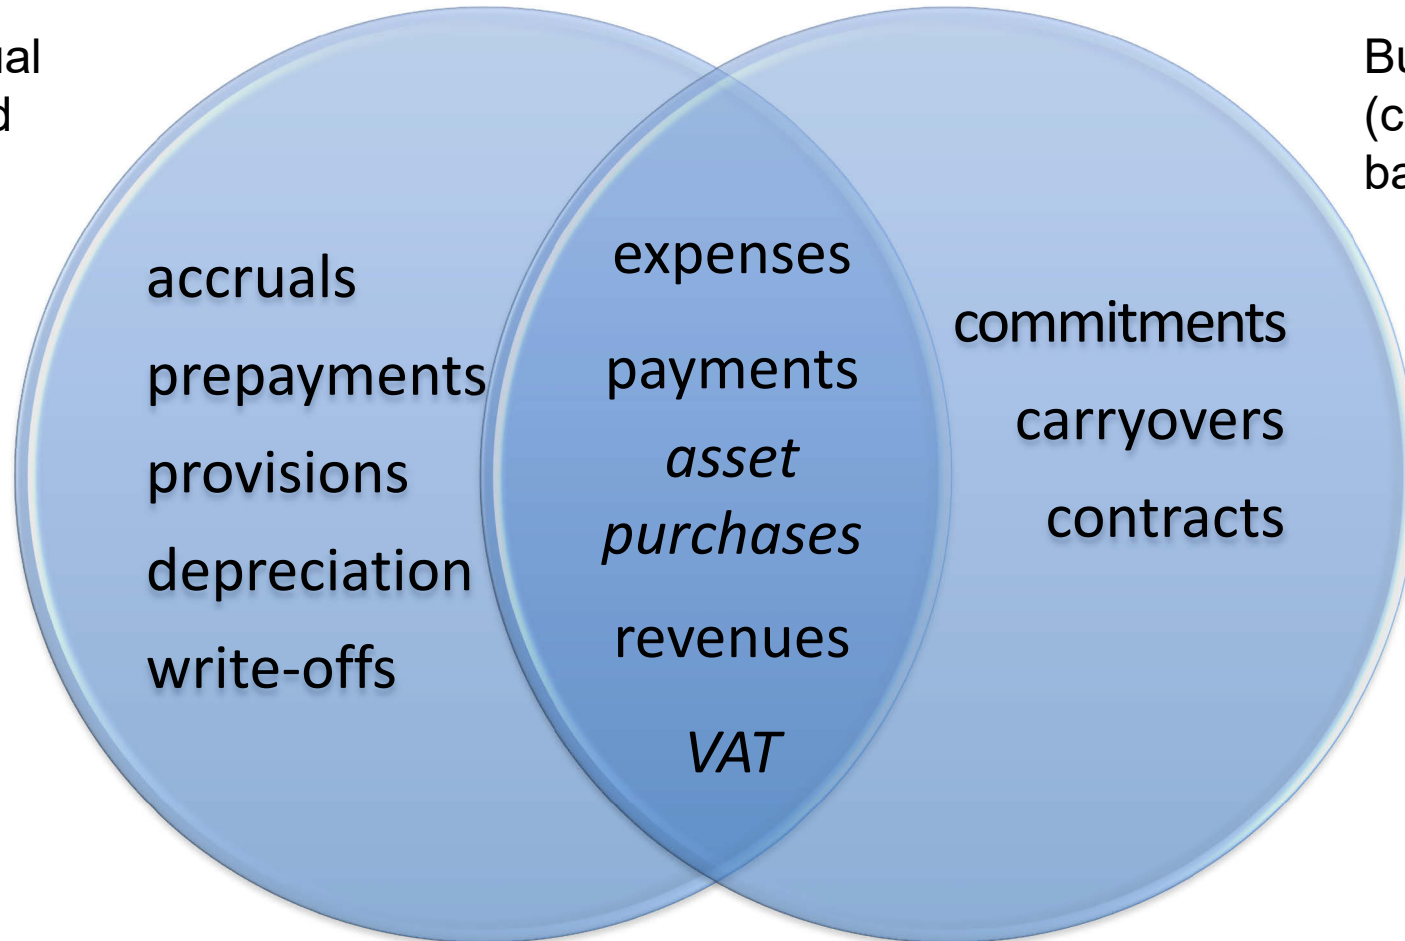 accruals
prepayments
provisions
depreciation
write-offs
expenses
payments
asset
purchases
revenues
VAT
commitments
carryovers
contracts